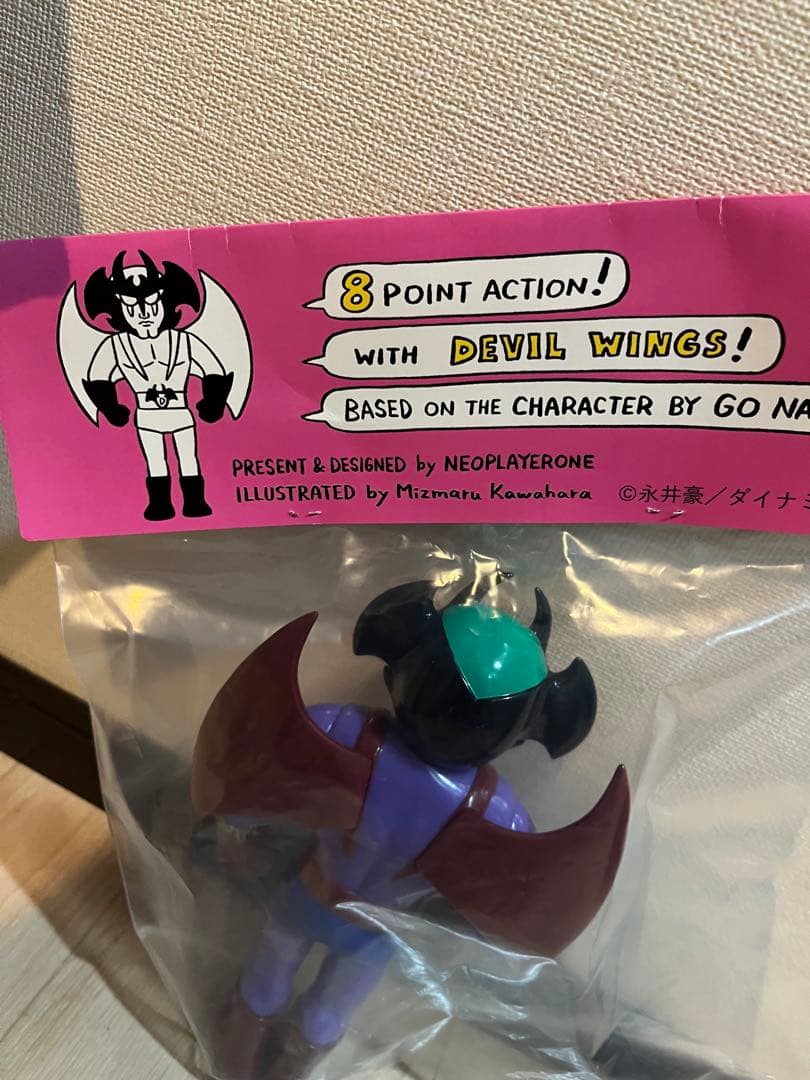 8 POINT ACTION!
WITH DEVIL WINGS!
BASED ON THE CHARACTER BY GO NA
PRESENT & DESIGNED by NEOPLAYERONE
ILLUSTRATED by Mizmaru Kawahara
©永井豪／ダイナミ